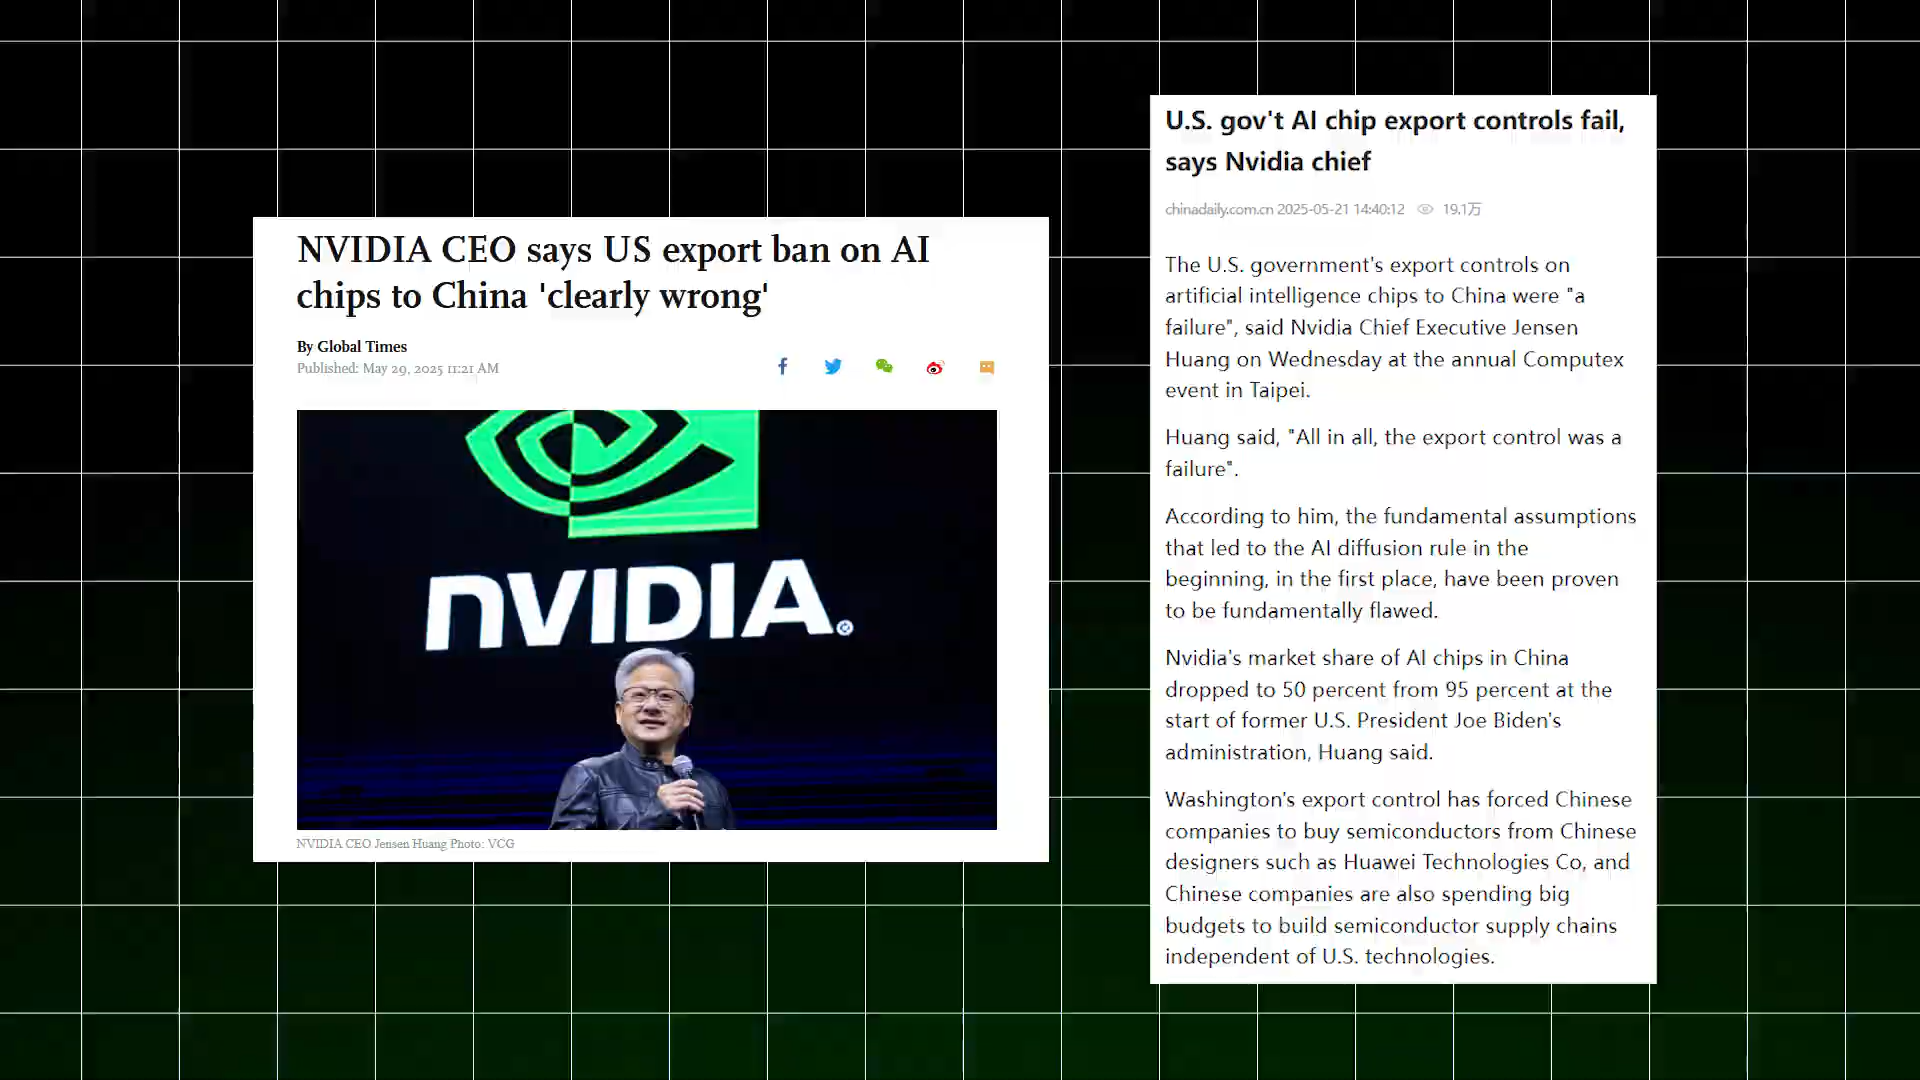 NVIDIA CEO says US export ban on AI
chips to China 'clearly wrong'
By Global Times
Published: May 29, 2025 11:21 AM
NVIDIA.
NVIDIA CEO Jensen Huang Photo: VCG
U.S. gov't AI chip export controls fail,
says Nvidia chief
chinadaily.com.cn 2025-05-21 14:40:12 19.1万
The U.S. government's export controls on
artificial intelligence chips to China were "a
failure", said Nvidia Chief Executive Jensen
Huang on Wednesday at the annual Computex
event in Taipei.
Huang said, "All in all, the export control was a
failure".
According to him, the fundamental assumptions
that led to the AI diffusion rule in the
beginning, in the first place, have been proven
to be fundamentally flawed.
Nvidia's market share of AI chips in China
dropped to 50 percent from 95 percent at the
start of former U.S. President Joe Biden's
administration, Huang said.
Washington's export control has forced Chinese
companies to buy semiconductors from Chinese
designers such as Huawei Technologies Co, and
Chinese companies are also spending big
budgets to build semiconductor supply chains
independent of U.S. technologies.